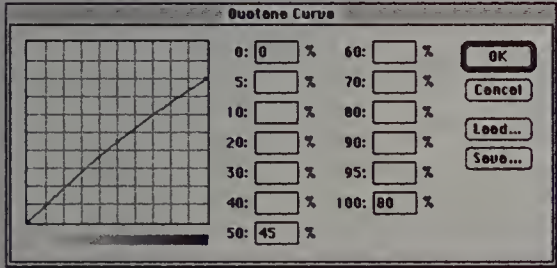 Duotone Curve
0: 0 % 60: % OK
5: % 70: % Cancel
10: % 80: %
20: % 90: % Load...
30: % 95: % Save...
40: % 100: 80 %
50: 45 %